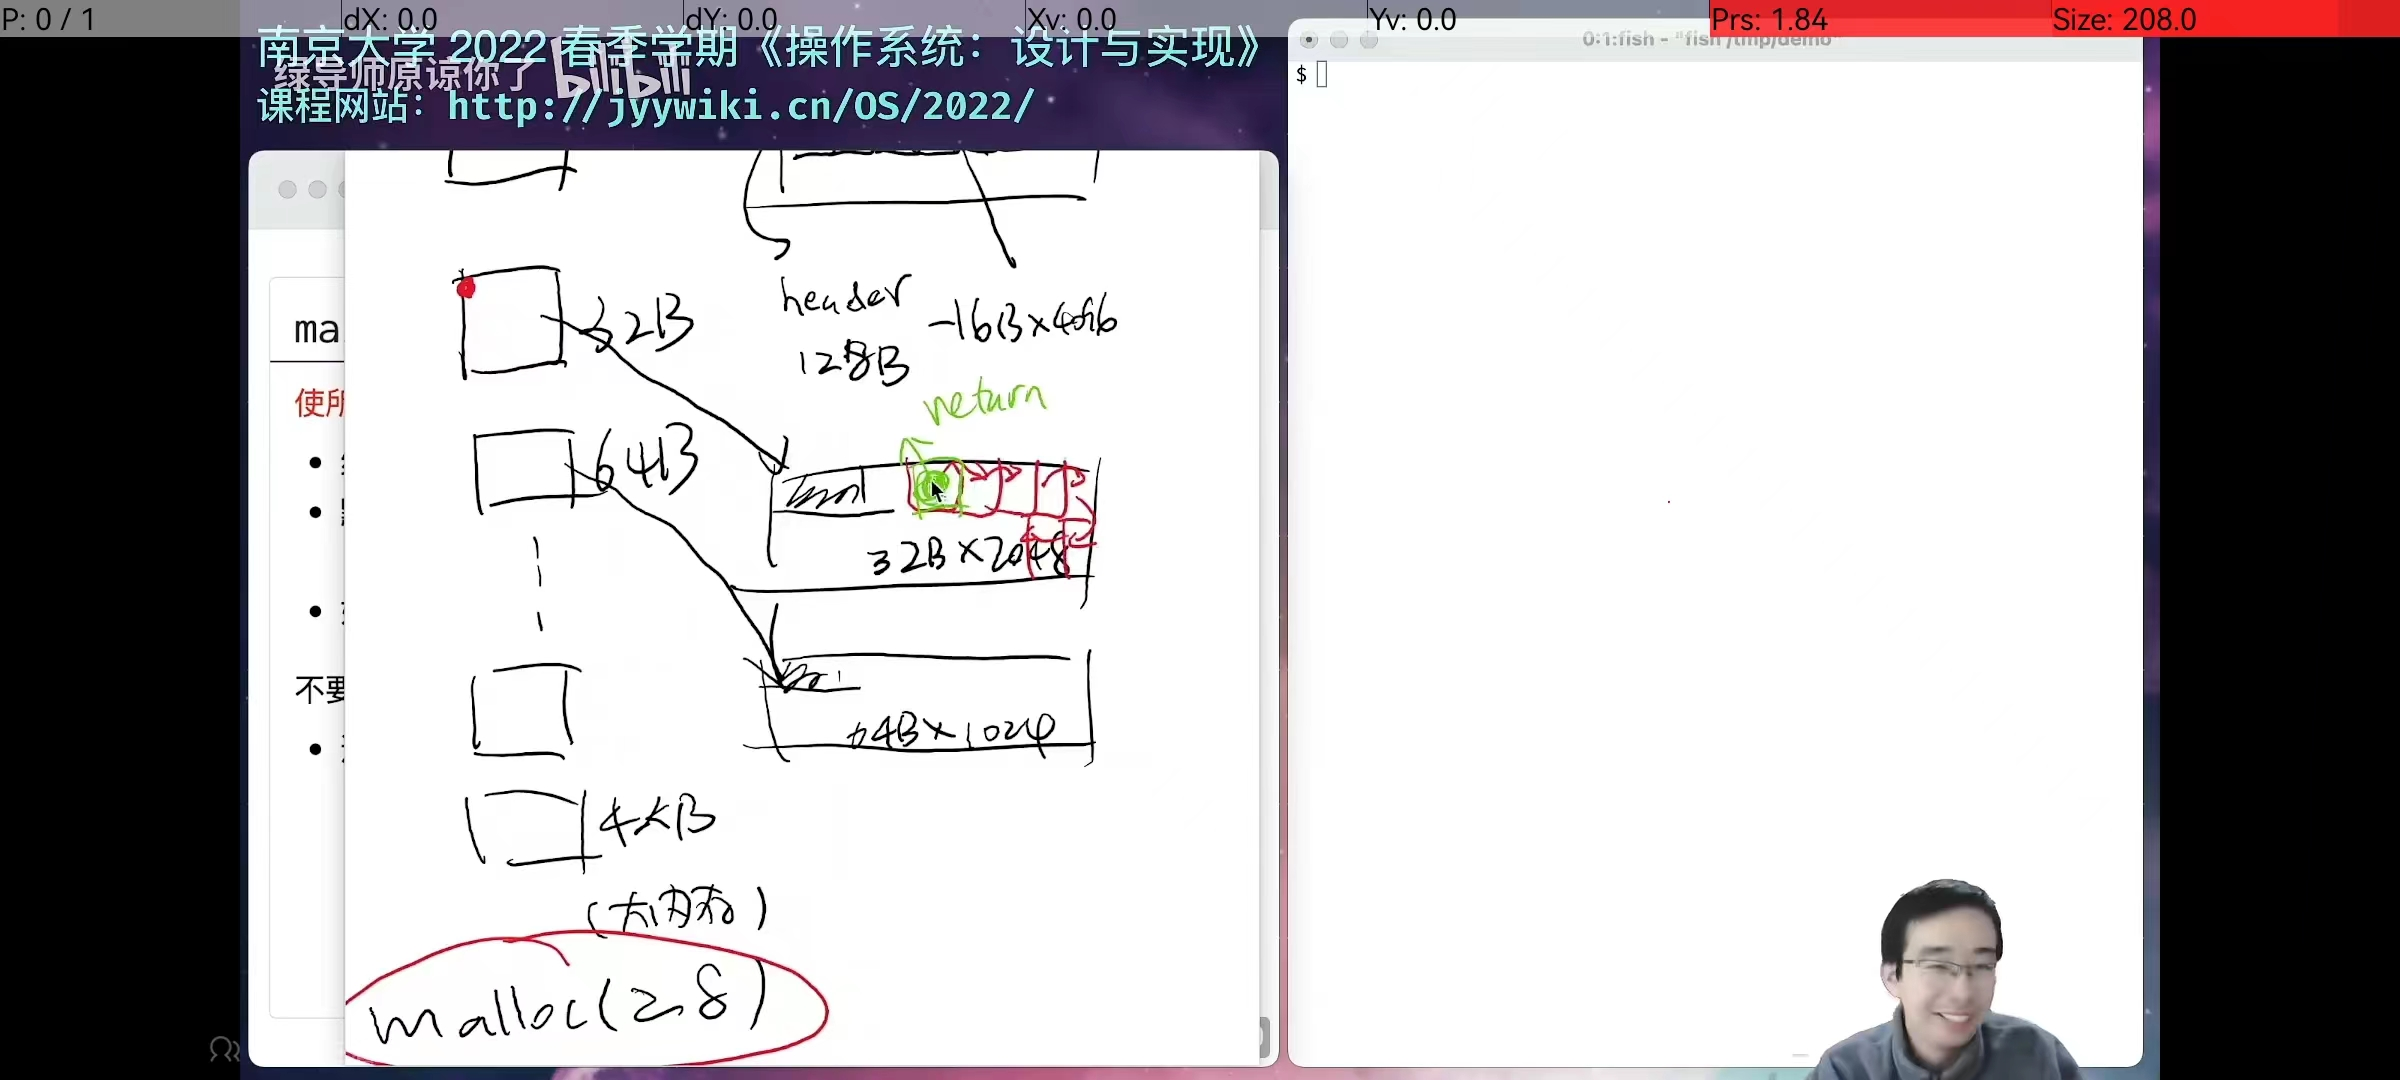 P: 0 / 1 dX: 0.0 dY: 0.0 Xv: 0.0 Yv: 0.0 Prs: 1.84 Size: 208.0
南京大学 2022 春季学期《操作系统：设计与实现》
绿导师原谅你了 bilibili
课程网站：http://jyywiki.cn/OS/2022/
0:1:fish - "fish /tmp/demo"
$
ma
使所
不要
32B
header
128B
16B×4096
return
64B
32B×2048
64B×1024
4KB
(大内存)
malloc(28)